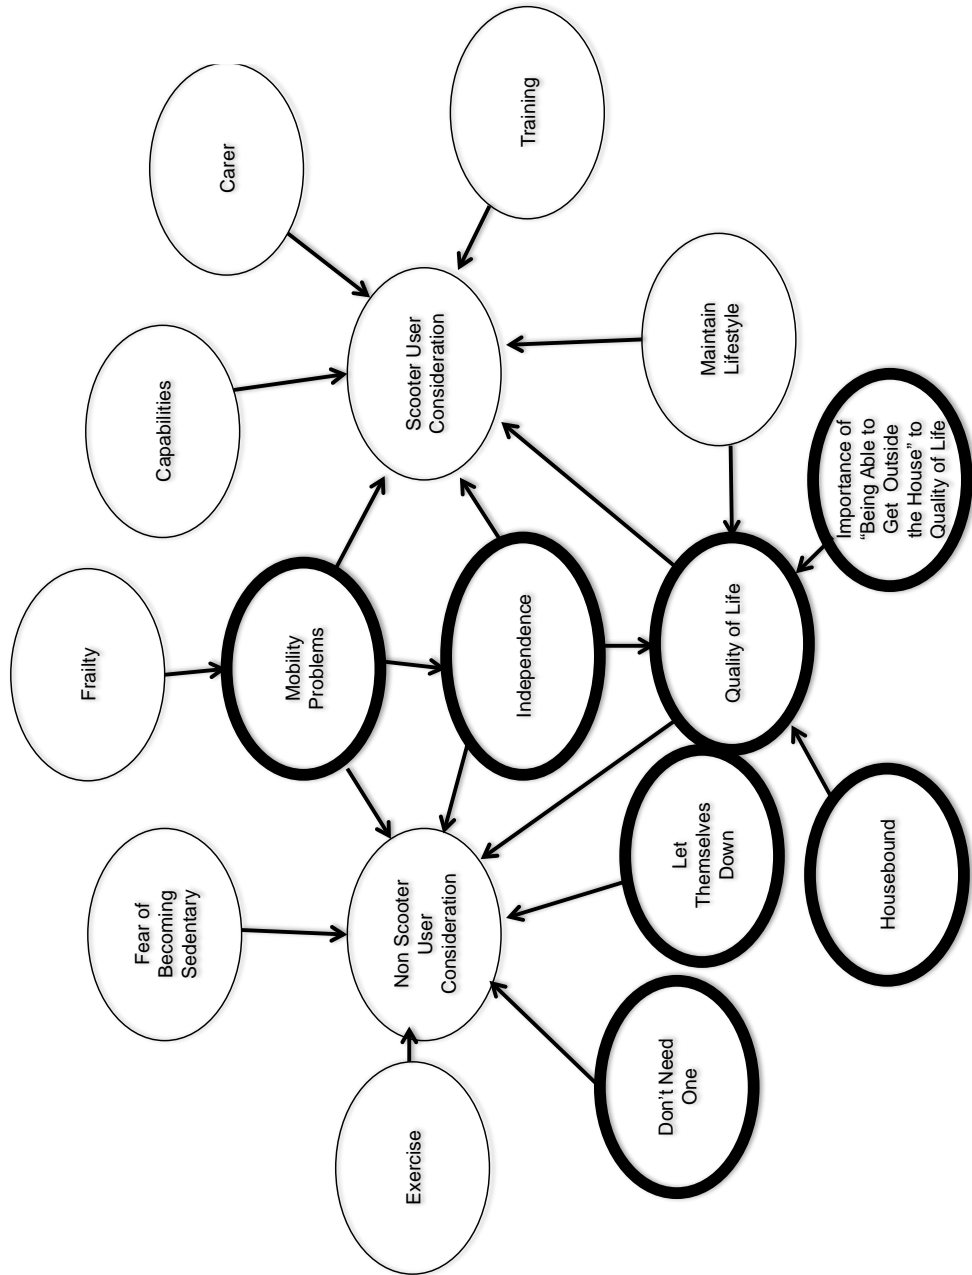 Frailty
Fear of
Becoming
Sedentary
Capabilities
Carer
Exercise
Non Scooter
User
Consideration
Mobility
Problems
Scooter User
Consideration
Training
Independence
Don't Need
One
Let
Themselves
Down
Quality of Life
Maintain
Lifestyle
Housebound
Importance of
"Being Able to
Get Outside
the House" to
Quality of Life